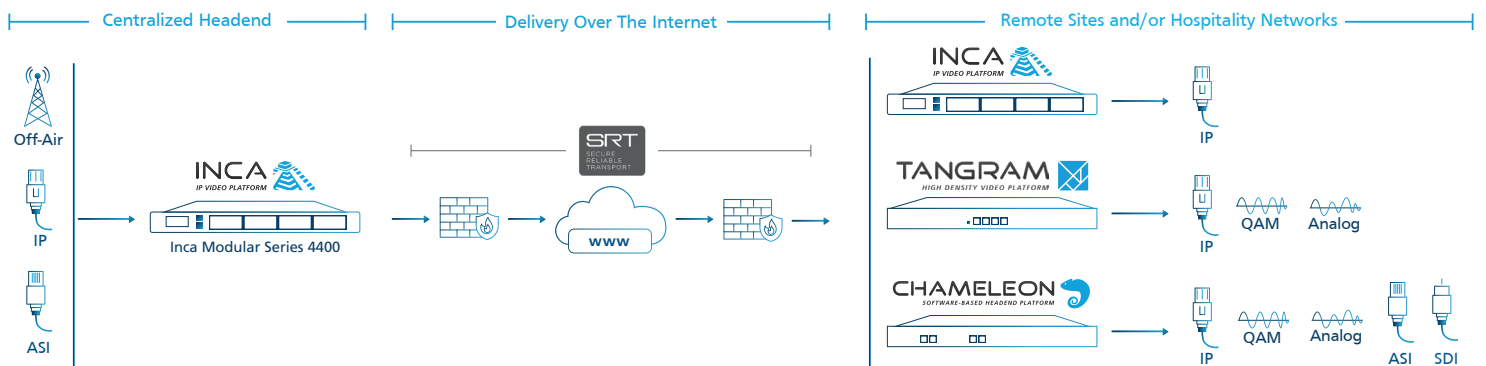 Centralized Headend
Delivery Over The Internet
Remote Sites and/or Hospitality Networks
Off-Air
IP
ASI
INCA
IP VIDEO PLATFORM
Inca Modular Series 4400
SRT
SECURE
RELIABLE
TRANSPORT
www
INCA
IP VIDEO PLATFORM
IP
TANGRAM
HIGH DENSITY VIDEO PLATFORM
IP
QAM
Analog
CHAMELEON
SOFTWARE-BASED HEADEND PLATFORM
IP
QAM
Analog
ASI
SDI